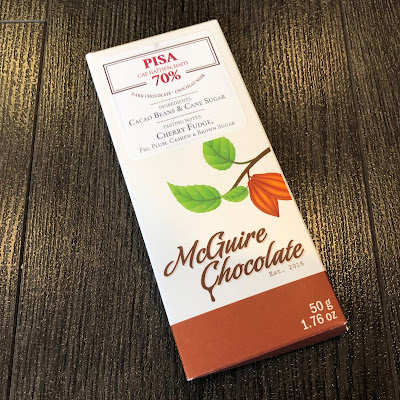 PISA
CAP HAITIEN, HAITI
70%
DARK CHOCOLATE • CHOCOLAT NOIR
INGREDIENTS:
CACAO BEANS & CANE SUGAR
TASTING NOTES:
CHERRY FUDGE,
FIG, PLUM, CASHEW & BROWN SUGAR
McGuire
Chocolate
Est. 2016
50 g
1.76 oz